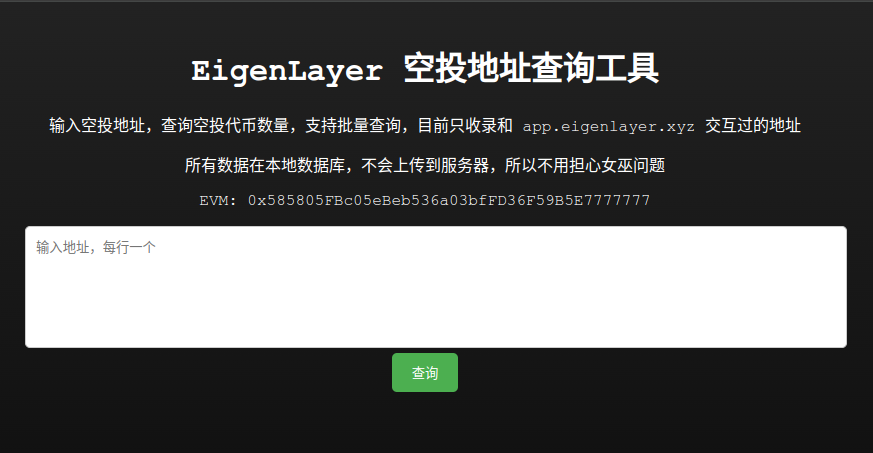 EigenLayer 空投地址查询工具
输入空投地址，查询空投代币数量，支持批量查询，目前只收录和 app.eigenlayer.xyz 交互过的地址
所有数据在本地数据库，不会上传到服务器，所以不用担心女巫问题
EVM: 0x585805FBc05eBeb536a03bfFD36F59B5E7777777
输入地址，每行一个
查询